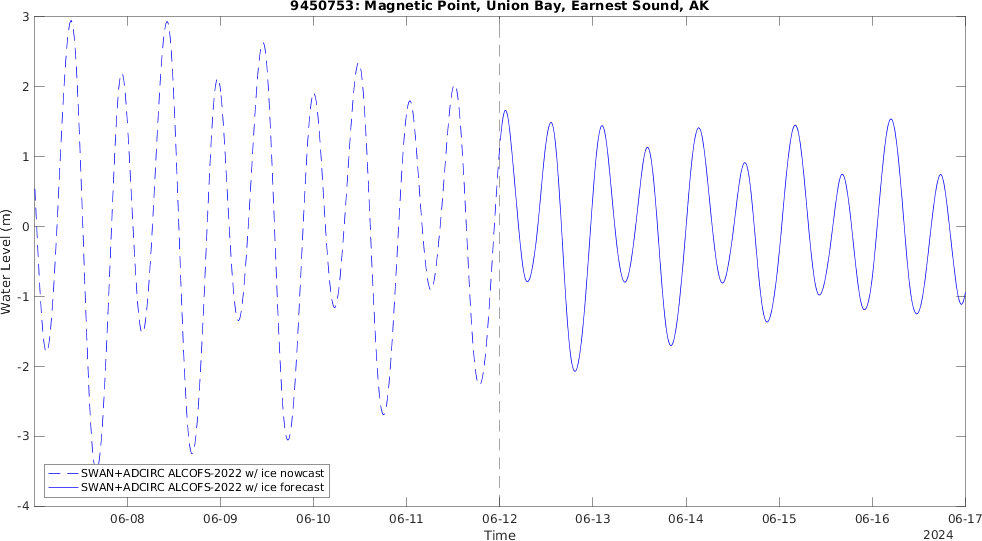 9450753: Magnetic Point, Union Bay, Earnest Sound, AK
3
2
1
0
-1
-2
-3
-4
Water Level (m)
SWAN+ADCIRC ALCOFS-2022 w/ ice nowcast
SWAN+ADCIRC ALCOFS-2022 w/ ice forecast
06-08 06-09 06-10 06-11 06-12 06-13 06-14 06-15 06-16 06-17
Time
2024